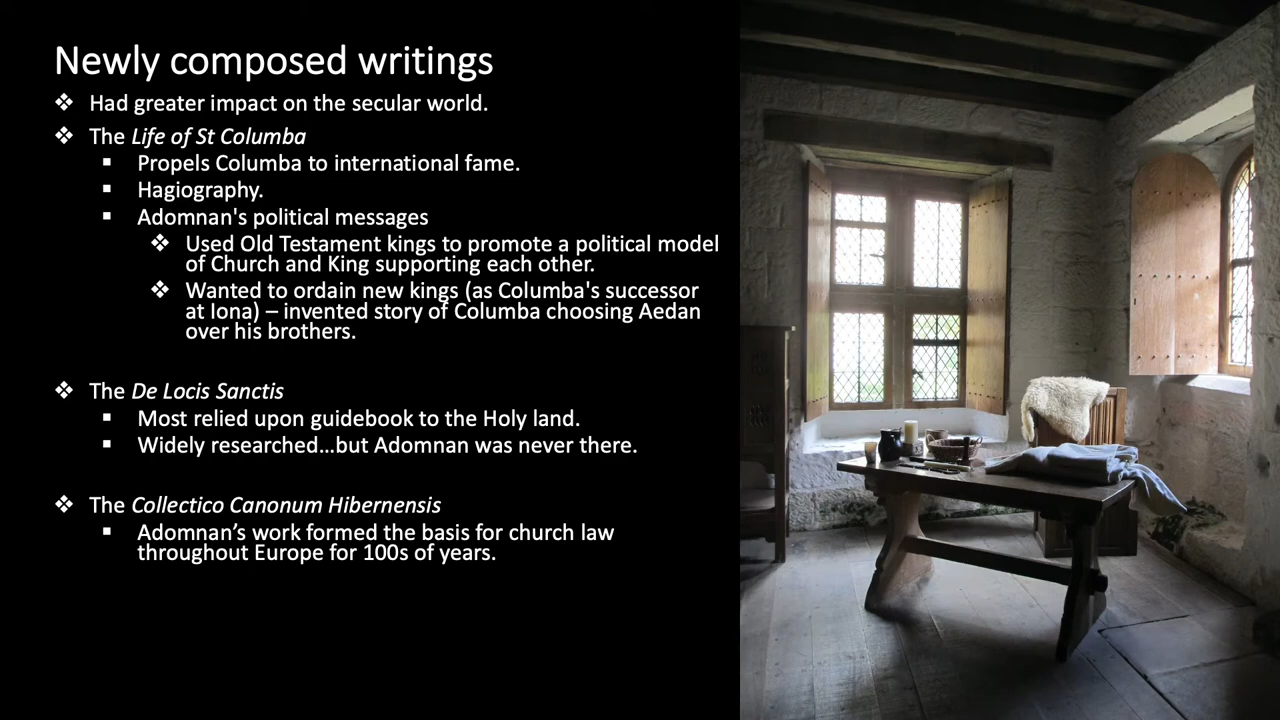 Newly composed writings
❖ Had greater impact on the secular world.
❖ The Life of St Columba
▪ Propels Columba to international fame.
▪ Hagiography.
▪ Adomnan's political messages
❖ Used Old Testament kings to promote a political model
of Church and King supporting each other.
❖ Wanted to ordain new kings (as Columba's successor
at Iona) – invented story of Columba choosing Aedan
over his brothers.
❖ The De Locis Sanctis
▪ Most relied upon guidebook to the Holy land.
▪ Widely researched...but Adomnan was never there.
❖ The Collectico Canonum Hibernensis
▪ Adomnan’s work formed the basis for church law
throughout Europe for 100s of years.